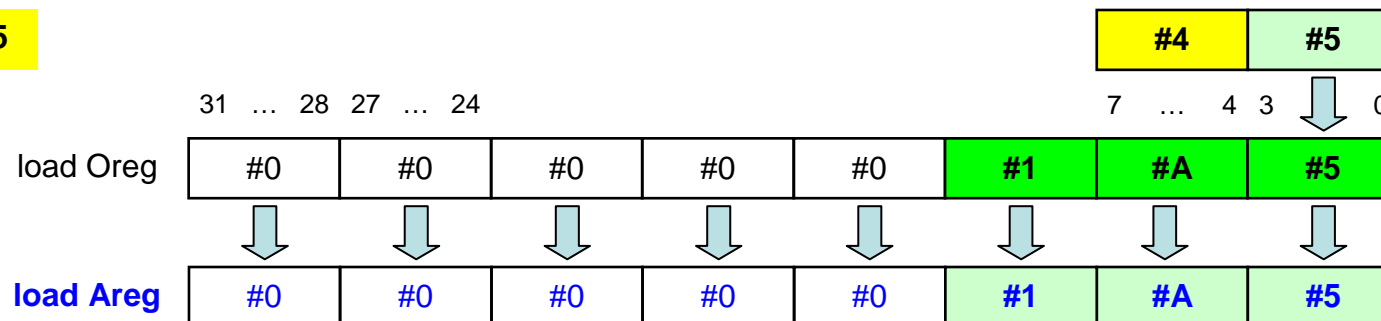 5
#4 #5
31 … 28 27 … 24 7 … 4 3 0
load Oreg #0 #0 #0 #0 #0 #1 #A #5
load Areg #0 #0 #0 #0 #0 #1 #A #5